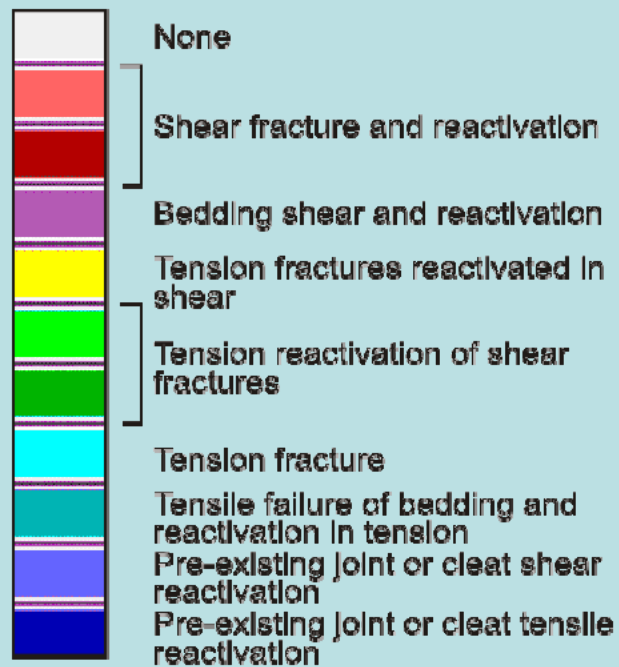 None
Shear fracture and reactivation
Bedding shear and reactivation
Tension fractures reactivated in
shear
Tension reactivation of shear
fractures
Tension fracture
Tensile failure of bedding and
reactivation in tension
Pre-existing joint or cleat shear
reactivation
Pre-existing joint or cleat tensile
reactivation